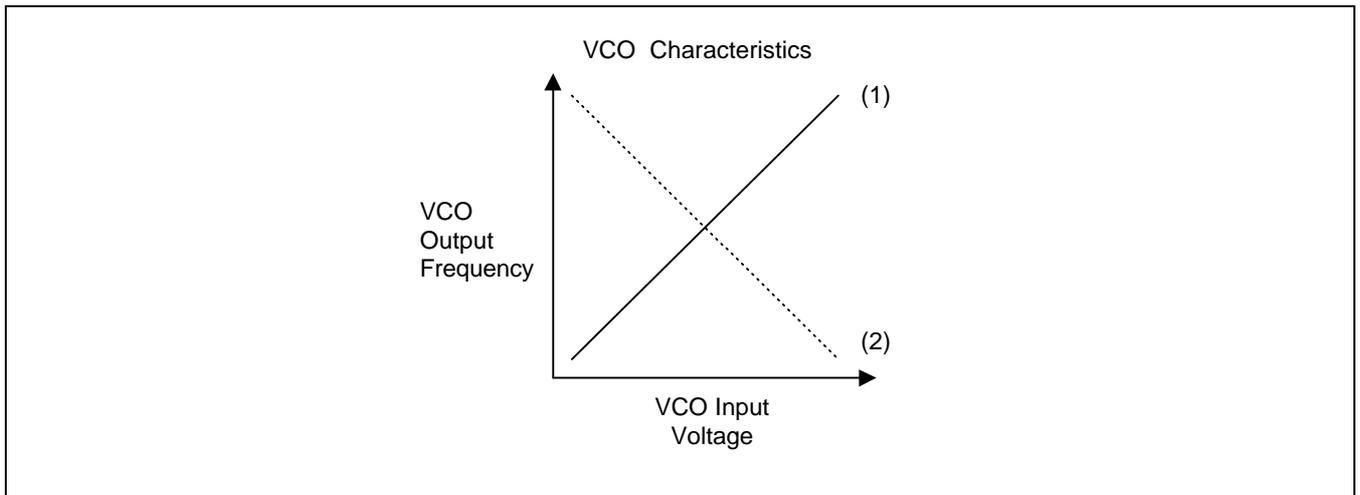 VCO Characteristics
(1)
VCO
Output
Frequency
(2)
VCO Input
Voltage